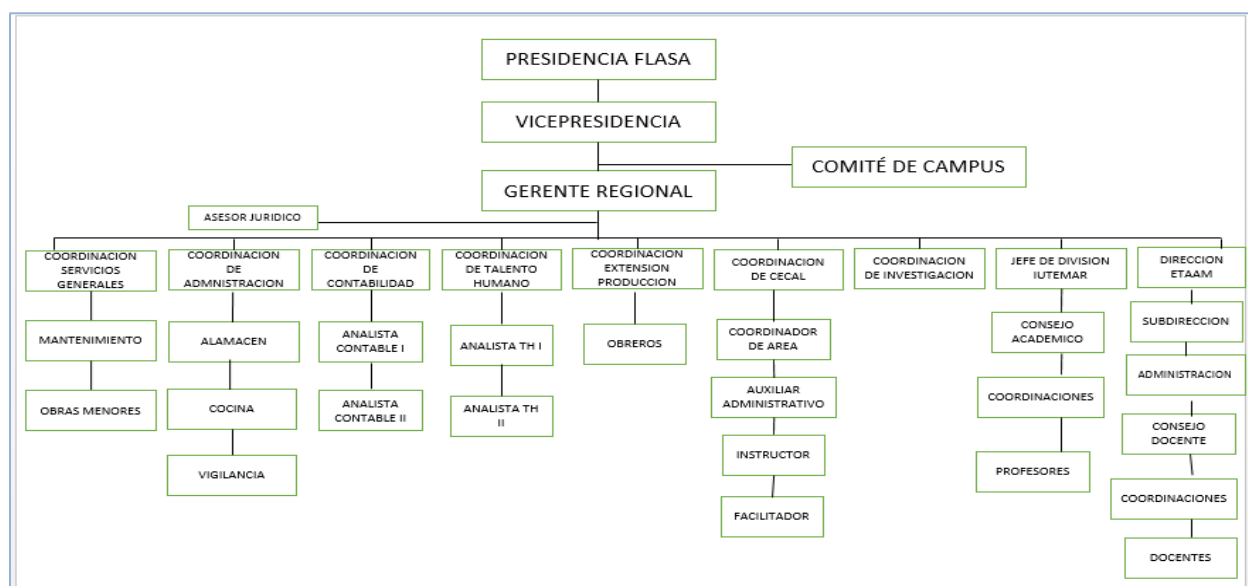 PRESIDENCIA FLASA
VICEPRESIDENCIA
COMITÉ DE CAMPUS
GERENTE REGIONAL
ASESOR JURIDICO
COORDINACION
SERVICIOS
GENERALES
MANTENIMIENTO
OBRAS MENORES
COORDINACION
DE
ADMNISTRACION
ALAMACEN
COCINA
VIGILANCIA
COORDINACION
DE
CONTABILIDAD
ANALISTA
CONTABLE I
ANALISTA
CONTABLE II
COORDINACION
DE TALENTO
HUMANO
ANALISTA TH I
ANALISTA TH
II
COORDINACION
EXTENSION
PRODUCCION
OBREROS
COORDINACION
DE CECAL
COORDINADOR
DE AREA
AUXILIAR
ADMINISTRATIVO
INSTRUCTOR
FACILITADOR
COORDINACION
DE INVESTIGACION
JEFE DE DIVISION
IUTEMAR
CONSEJO
ACADEMICO
COORDINACIONES
PROFESORES
DIRECCION
ETAAM
SUBDIRECCION
ADMINISTRACION
CONSEJO
DOCENTE
COORDINACIONES
DOCENTES